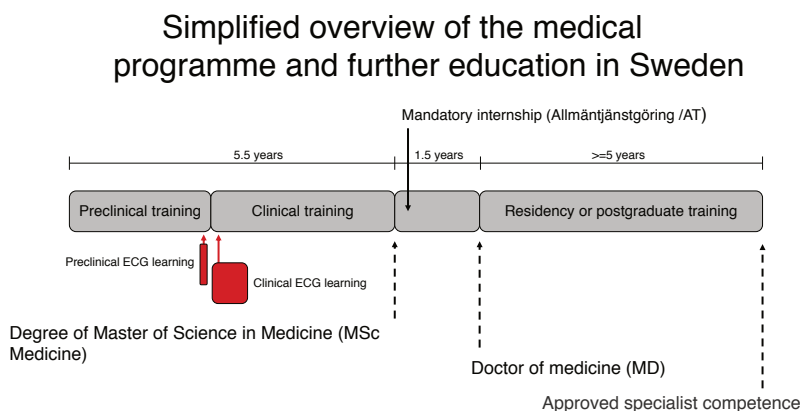 Simplified overview of the medical
programme and further education in Sweden
Mandatory internship (Allmäntjänstgöring /AT)
5.5 years
1.5 years
>=5 years
Preclinical training
Clinical training
Residency or postgraduate training
Preclinical ECG learning
Clinical ECG learning
Degree of Master of Science in Medicine (MSc
Medicine)
Doctor of medicine (MD)
Approved specialist competence